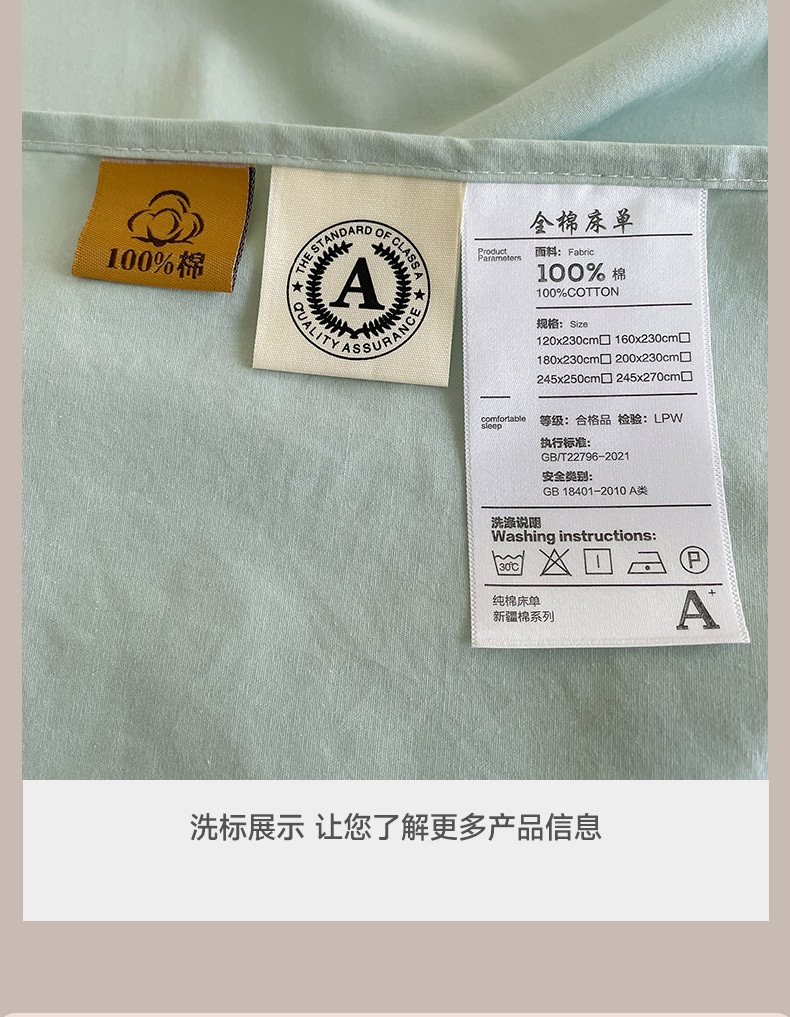 100%棉
THE STANDARD OF CLASS A
A
QUALITY ASSURANCE
全棉床单
Product
Parameters
面料: Fabric
100% 棉
100%COTTON
规格: Size
120x230cm□ 160x230cm□
180x230cm□ 200x230cm□
245x250cm□ 245x270cm□
comfortable
sleep
等级: 合格品 检验: LPW
执行标准:
GB/T22796-2021
安全类别:
GB 18401-2010 A类
洗涤说明
Washing instructions:
30℃
P
纯棉床单
新疆棉系列
A+
洗标展示 让您了解更多产品信息